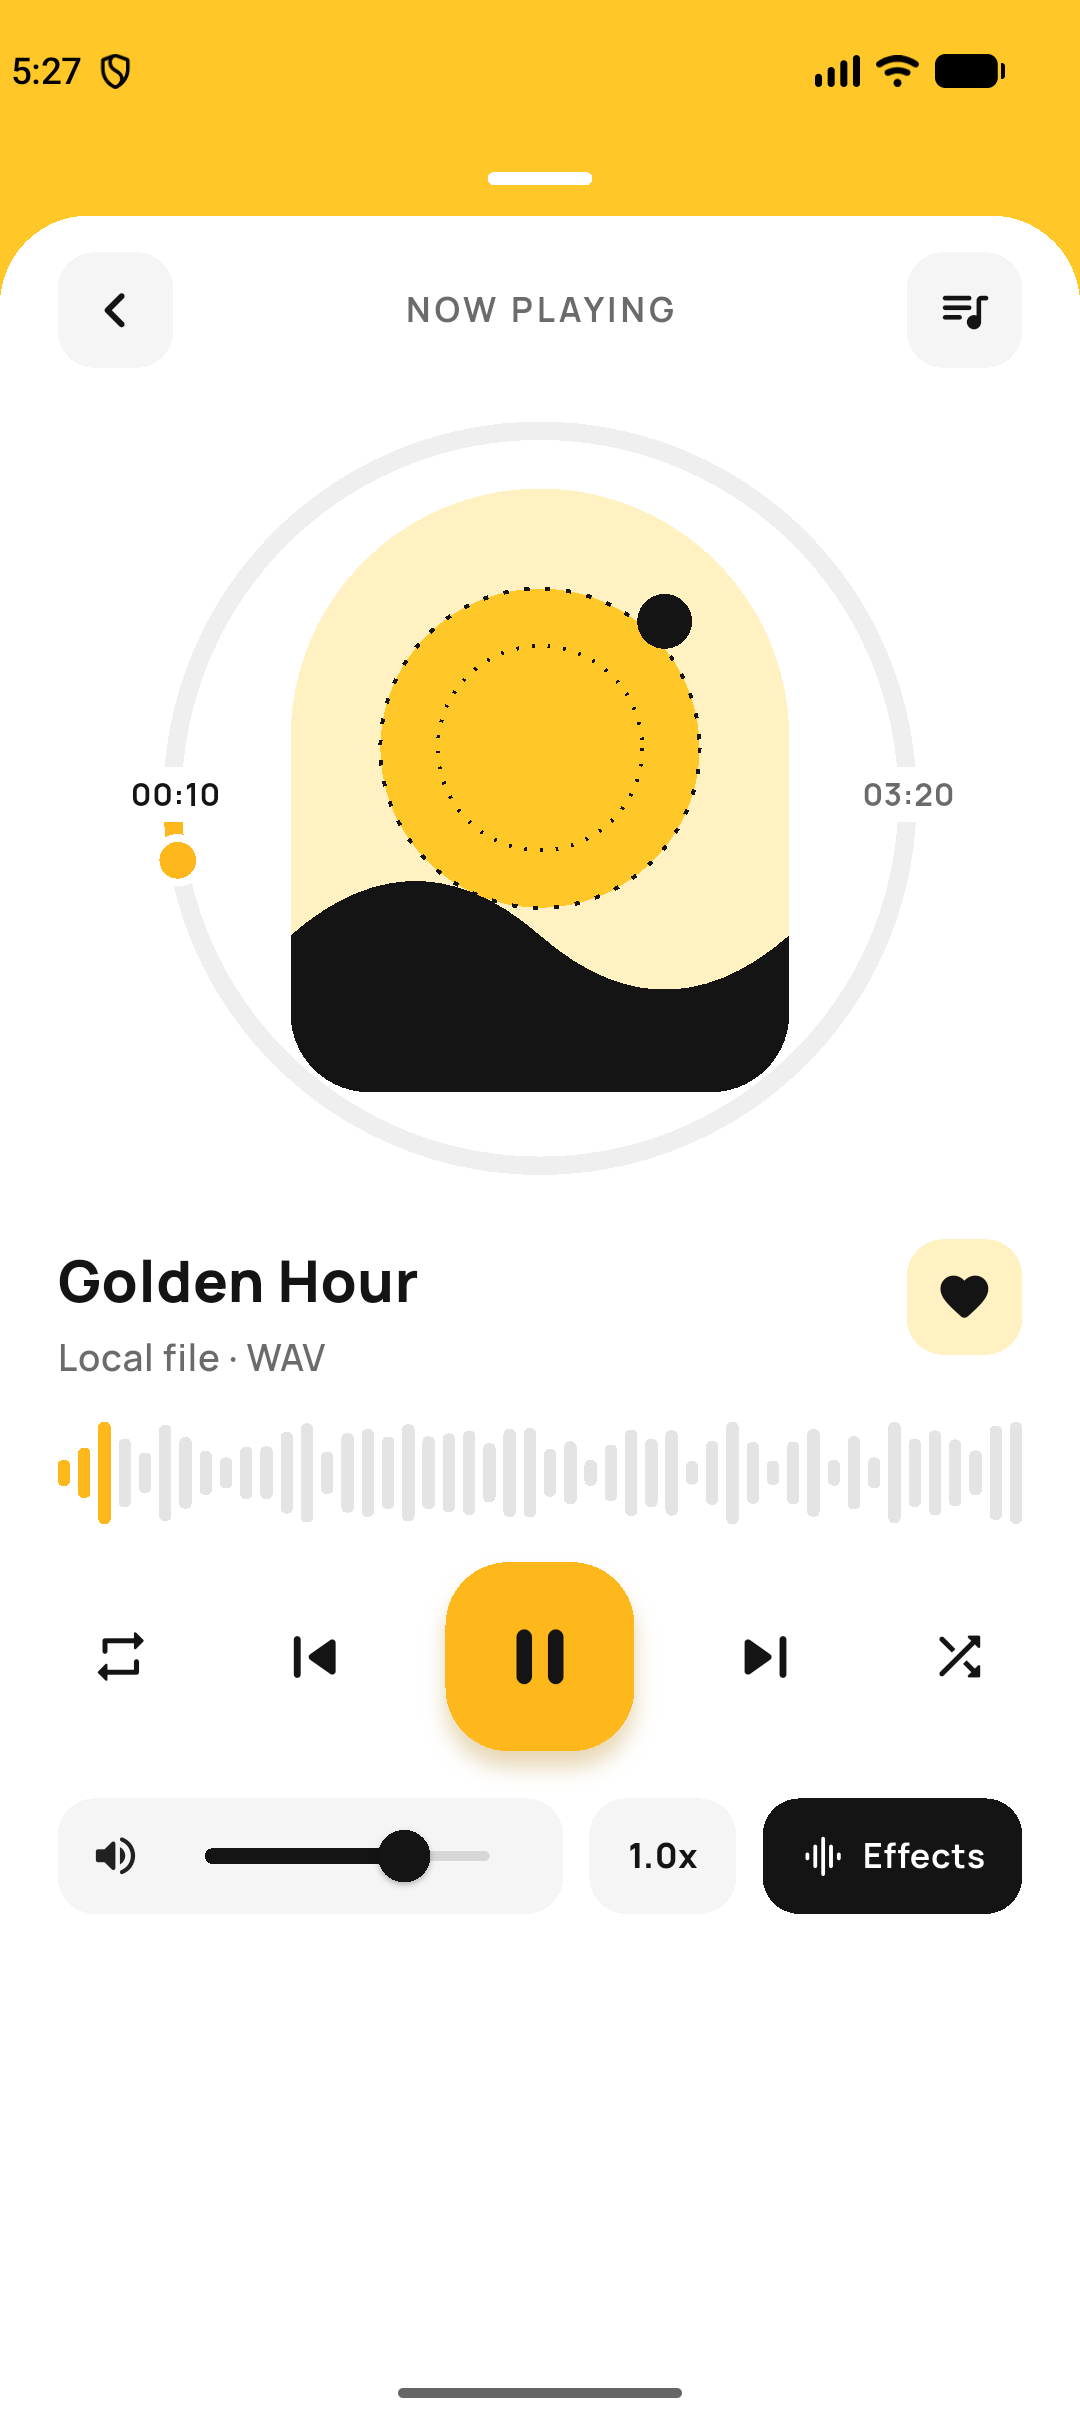 5:27
NOW PLAYING
00:10
03:20
Golden Hour
Local file · WAV
1.0x
Effects